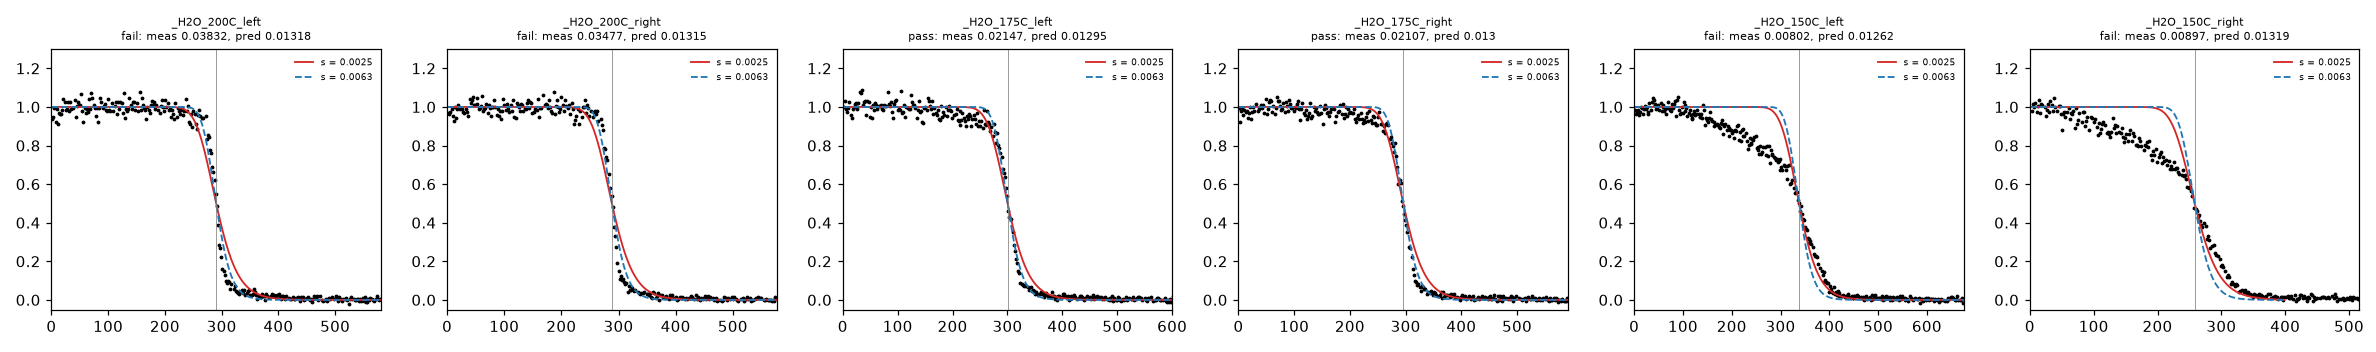 _H2O_200C_left
fail: meas 0.03832, pred 0.01318
s = 0.0025
s = 0.0063
1.2
1.0
0.8
0.6
0.4
0.2
0.0
0 100 200 300 400 500
_H2O_200C_right
fail: meas 0.03477, pred 0.01315
s = 0.0025
s = 0.0063
1.2
1.0
0.8
0.6
0.4
0.2
0.0
0 100 200 300 400 500
_H2O_175C_left
pass: meas 0.02147, pred 0.01295
s = 0.0025
s = 0.0063
1.2
1.0
0.8
0.6
0.4
0.2
0.0
0 100 200 300 400 500 600
_H2O_175C_right
pass: meas 0.02107, pred 0.013
s = 0.0025
s = 0.0063
1.2
1.0
0.8
0.6
0.4
0.2
0.0
0 100 200 300 400 500
_H2O_150C_left
fail: meas 0.00802, pred 0.01262
s = 0.0025
s = 0.0063
1.2
1.0
0.8
0.6
0.4
0.2
0.0
0 100 200 300 400 500 600
_H2O_150C_right
fail: meas 0.00897, pred 0.01319
s = 0.0025
s = 0.0063
1.2
1.0
0.8
0.6
0.4
0.2
0.0
0 100 200 300 400 500